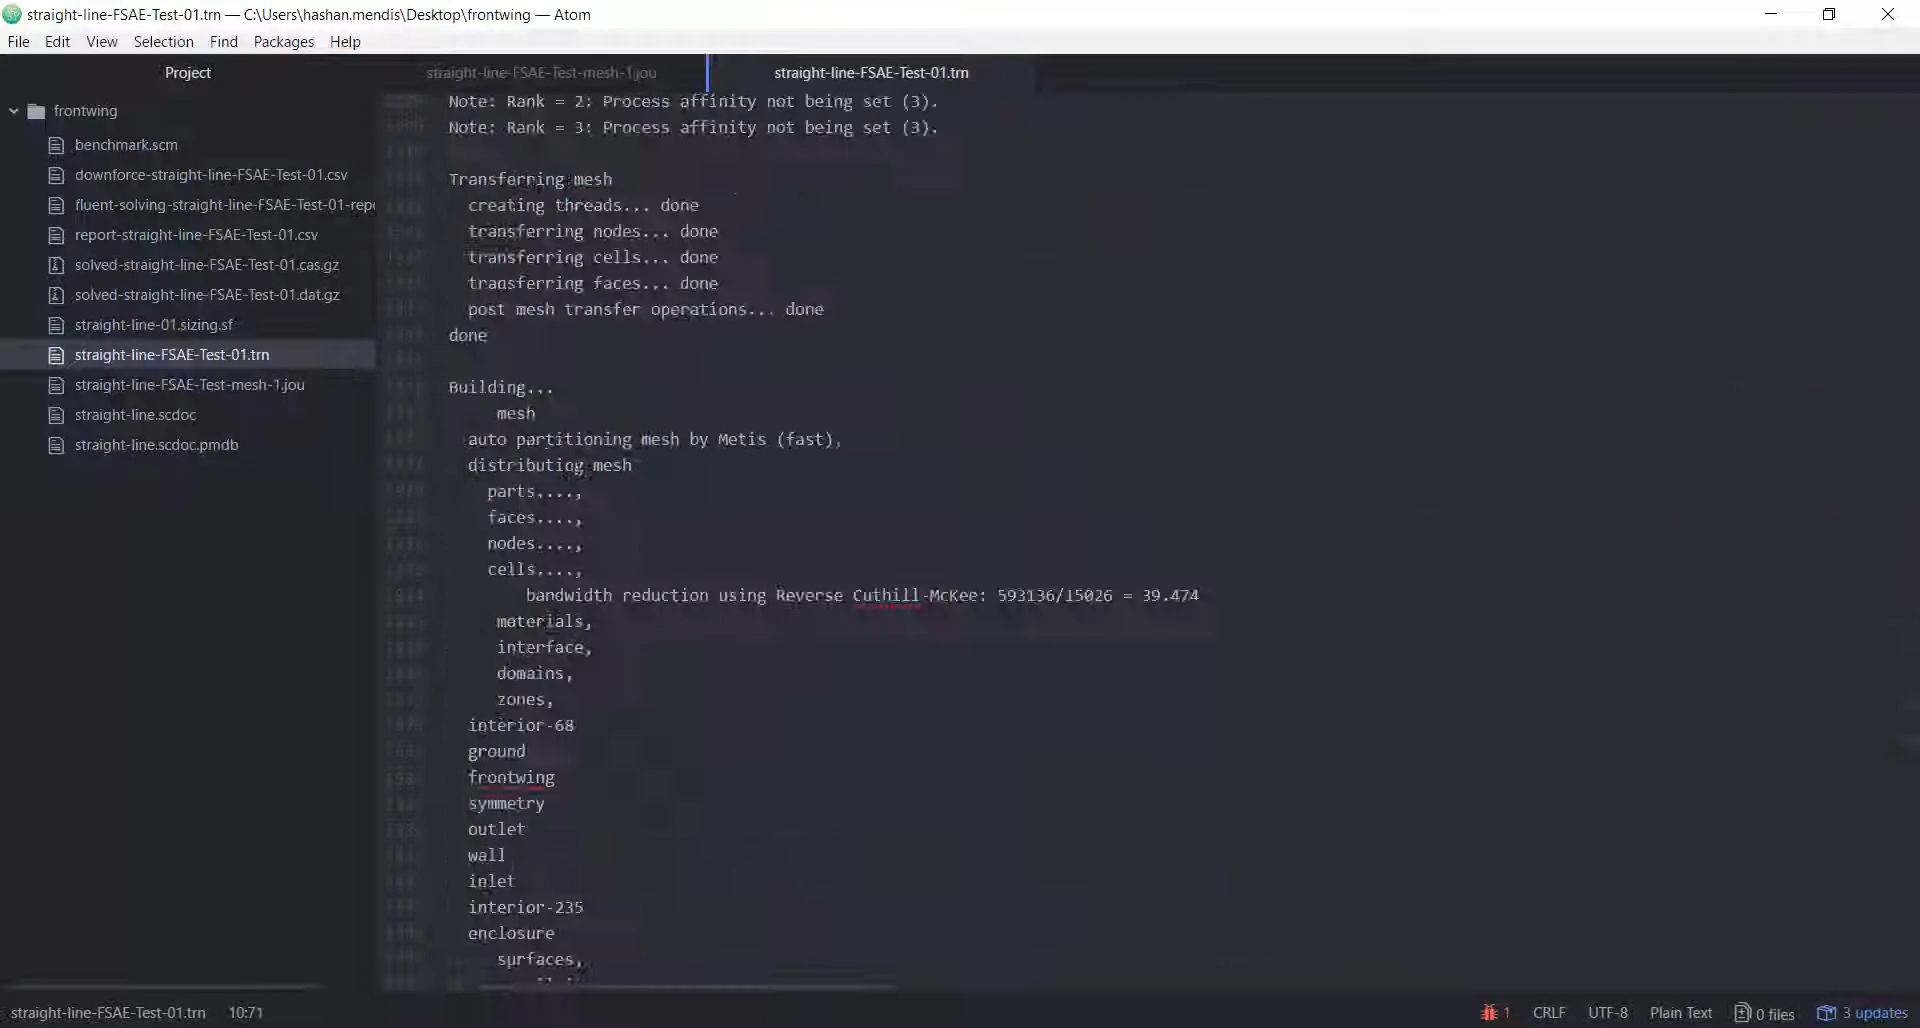 straight-line-FSAE-Test-01.trn — C:\Users\hashan.mendis\Desktop\frontwing — Atom
File Edit View Selection Find Packages Help
Project
frontwing
benchmark.scm
downforce-straight-line-FSAE-Test-01.csv
fluent-solving-straight-line-FSAE-Test-01-repo
report-straight-line-FSAE-Test-01.csv
solved-straight-line-FSAE-Test-01.cas.gz
solved-straight-line-FSAE-Test-01.dat.gz
straight-line-01.sizing.sf
straight-line-FSAE-Test-01.trn
straight-line-FSAE-Test-mesh-1.jou
straight-line.scdoc
straight-line.scdoc.pmdb
straight-line-FSAE-Test-mesh-1.jou
straight-line-FSAE-Test-01.trn
Note: Rank = 2: Process affinity not being set (3).
Note: Rank = 3: Process affinity not being set (3).
Transferring mesh
creating threads... done
transferring nodes... done
transferring cells... done
transferring faces... done
post mesh transfer operations... done
done
Building...
mesh
auto partitioning mesh by Metis (fast),
distributing mesh
parts....,
faces....,
nodes....,
cells....,
bandwidth reduction using Reverse Cuthill-McKee: 593136/15026 = 39.474
materials,
interface,
domains,
zones,
interior-68
ground
frontwing
symmetry
outlet
wall
inlet
interior-235
enclosure
surfaces,
straight-line-FSAE-Test-01.trn 10:71
1 CRLF UTF-8 Plain Text 0 files 3 updates